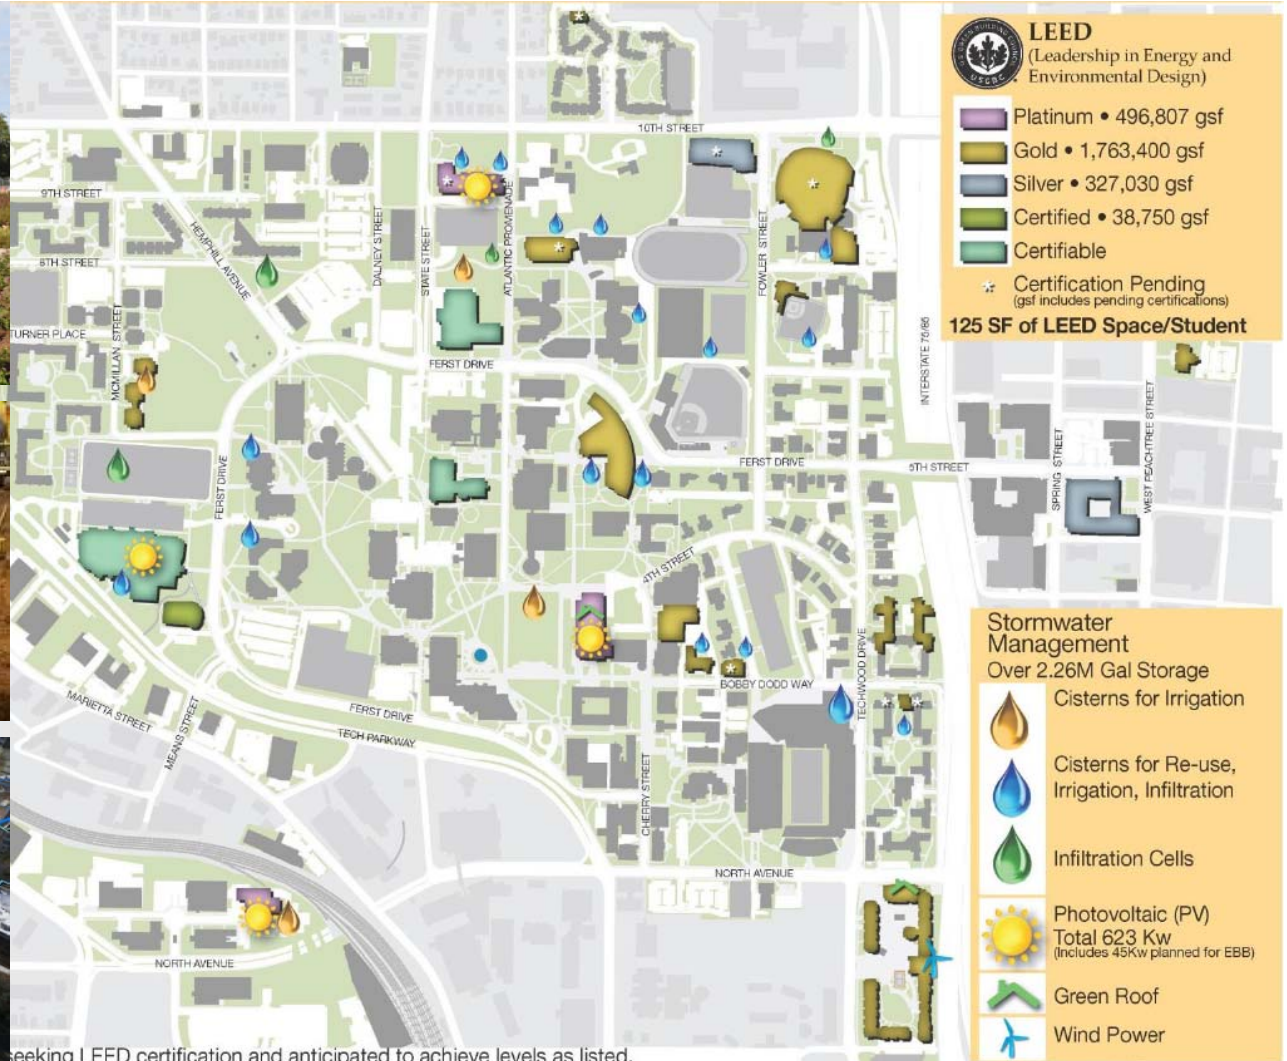 LEED
(Leadership in Energy and
Environmental Design)
U.S. GREEN BUILDING COUNCIL
USGBC
Platinum • 496,807 gsf
Gold • 1,763,400 gsf
Silver • 327,030 gsf
Certified • 38,750 gsf
Certifiable
Certification Pending
(gsf includes pending certifications)
125 SF of LEED Space/Student
10TH STREET
9TH STREET
8TH STREET
HEMPHILL AVENUE
DALNEY STREET
STATE STREET
ATLANTIC PROMENADE
FOWLER STREET
INTERSTATE 75/85
TURNER PLACE
MCMILLAN STREET
FERST DRIVE
FERST DRIVE
FERST DRIVE
5TH STREET
SPRING STREET
WEST PEACHTREE STREET
4TH STREET
TECHWOOD DRIVE
BOBBY DODD WAY
MARIETTA STREET
MEANS STREET
FERST DRIVE
TECH PARKWAY
CHERRY STREET
NORTH AVENUE
NORTH AVENUE
Stormwater
Management
Over 2.26M Gal Storage
Cisterns for Irrigation
Cisterns for Re-use,
Irrigation, Infiltration
Infiltration Cells
Photovoltaic (PV)
Total 623 Kw
(Includes 45Kw planned for EBB)
Green Roof
Wind Power
seeking LEED certification and anticipated to achieve levels as listed.